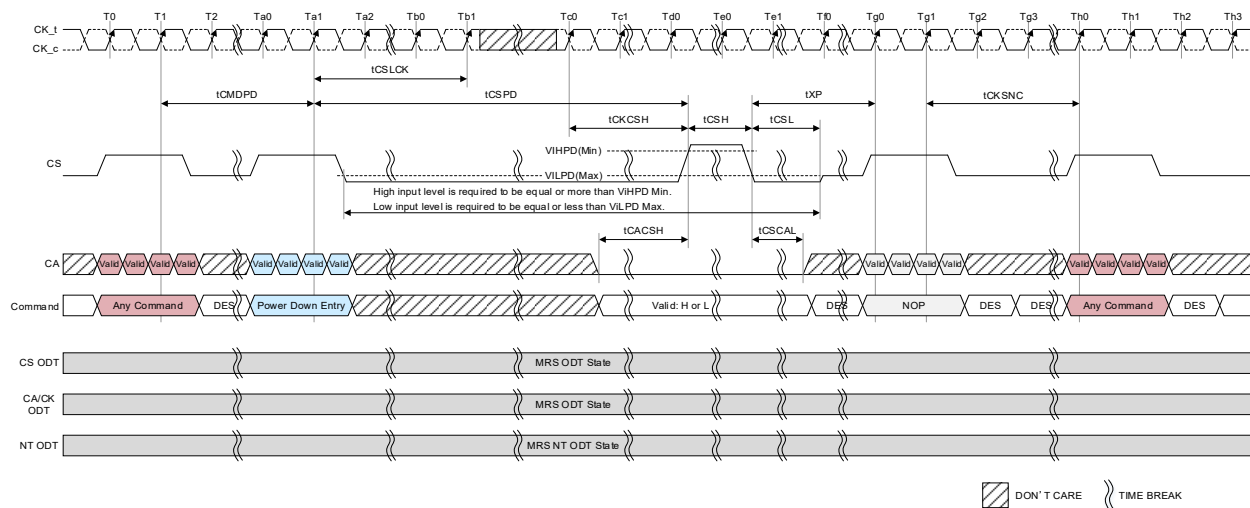 T0 T1 T2 Ta0 Ta1 Ta2 Tb0 Tb1 Tc0 Tc1 Td0 Te0 Te1 Tf0 Tg0 Tg1 Tg2 Tg3 Th0 Th1 Th2 Th3
CK_t
CK_c
tCSLCK
tCMDPD tCSPD tXP tCKSNC
tCKCSH tCSH tCSL
VIHPD(Min)
CS
VILPD(Max)
High input level is required to be equal or more than ViHPD Min.
Low input level is required to be equal or less than ViLPD Max.
tCACSH tCSCAL
CA Valid Valid Valid Valid Valid Valid Valid Valid Valid Valid Valid Valid Valid Valid Valid Valid
Command Any Command DES Power Down Entry Valid: H or L DES NOP DES DES Any Command DES
CS ODT MRS ODT State
CA/CK
ODT MRS ODT State
NT ODT MRS NT ODT State
DON'T CARE TIME BREAK